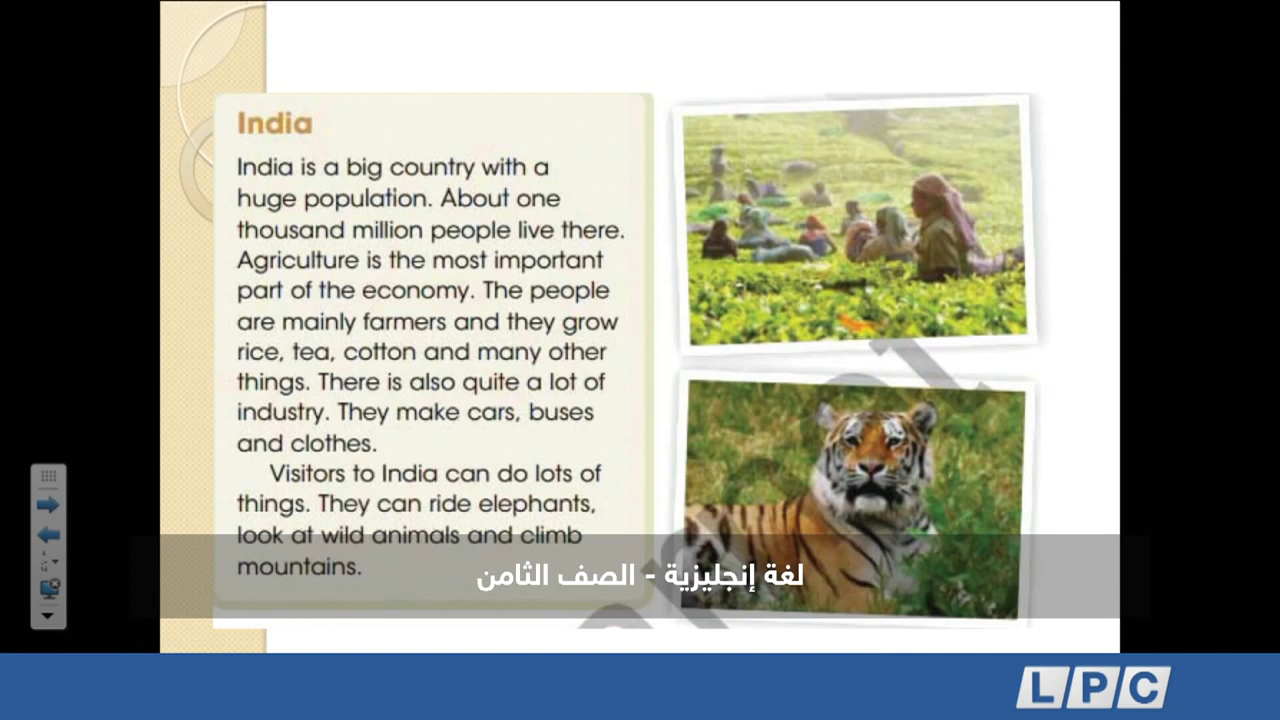 India
India is a big country with a
huge population. About one
thousand million people live there.
Agriculture is the most important
part of the economy. The people
are mainly farmers and they grow
rice, tea, cotton and many other
things. There is also quite a lot of
industry. They make cars, buses
and clothes.
Visitors to India can do lots of
things. They can ride elephants,
look at wild animals and climb
mountains.
لغة إنجليزية - الصف الثامن
LPC